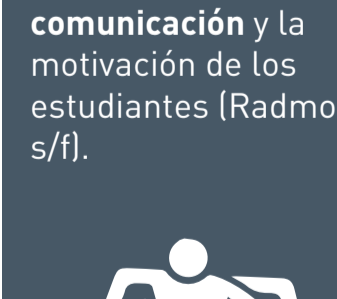 comunicación y la
motivación de los
estudiantes (Radmo
s/f).